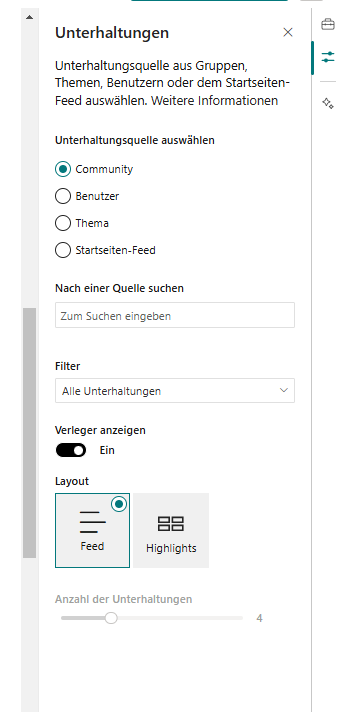 Unterhaltungen
Unterhaltungsquelle aus Gruppen,
Themen, Benutzern oder dem Startseiten-
Feed auswählen. Weitere Informationen
Unterhaltungsquelle auswählen
Community
Benutzer
Thema
Startseiten-Feed
Nach einer Quelle suchen
Zum Suchen eingeben
Filter
Alle Unterhaltungen
Verleger anzeigen
Ein
Layout
Feed
Highlights
Anzahl der Unterhaltungen
4